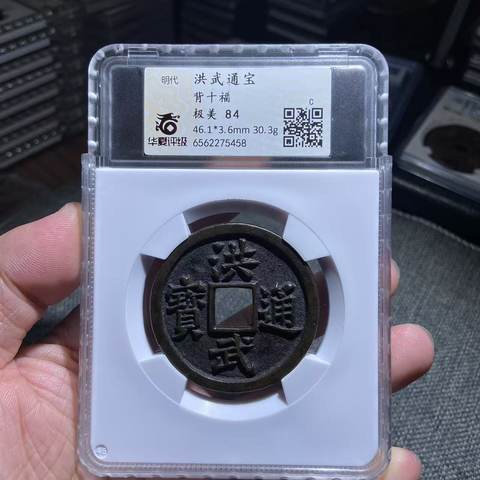 明代
洪武通宝
背十福
极美 84
46.1*3.6mm 30.3g
6562275458
C
华夏评级
洪武通寶